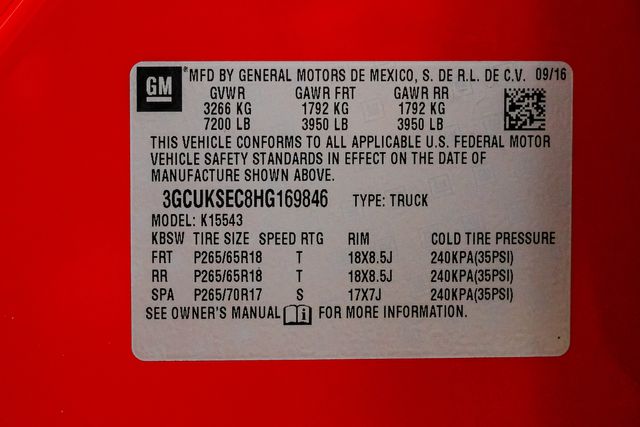 GM *MFD BY GENERAL MOTORS DE MEXICO, S. DE R.L. DE C.V. 09/16
GVWR GAWR FRT GAWR RR
3266 KG 1792 KG 1792 KG
7200 LB 3950 LB 3950 LB
THIS VEHICLE CONFORMS TO ALL APPLICABLE U.S. FEDERAL MOTOR
VEHICLE SAFETY STANDARDS IN EFFECT ON THE DATE OF
MANUFACTURE SHOWN ABOVE.
3GCUKSEC8HG169846 TYPE: TRUCK
MODEL: K15543
KBSW TIRE SIZE SPEED RTG RIM COLD TIRE PRESSURE
FRT P265/65R18 T 18X8.5J 240KPA(35PSI)
RR P265/65R18 T 18X8.5J 240KPA(35PSI)
SPA P265/70R17 S 17X7J 240KPA(35PSI)
SEE OWNER'S MANUAL FOR MORE INFORMATION.